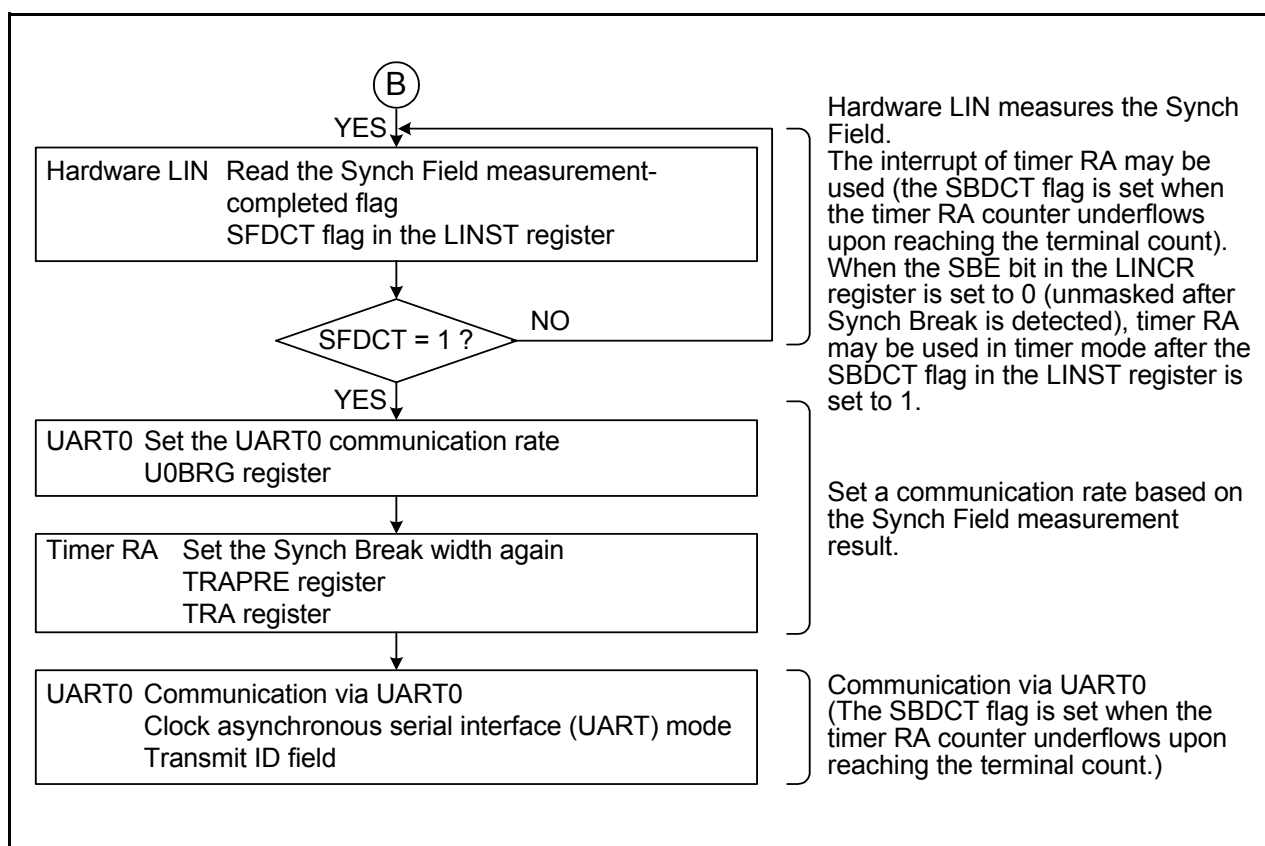 B
YES
Hardware LIN Read the Synch Field measurement-
completed flag
SFDCT flag in the LINST register
SFDCT = 1 ?
NO
YES
Hardware LIN measures the Synch
Field.
The interrupt of timer RA may be
used (the SBDCT flag is set when
the timer RA counter underflows
upon reaching the terminal count).
When the SBE bit in the LINCR
register is set to 0 (unmasked after
Synch Break is detected), timer RA
may be used in timer mode after the
SBDCT flag in the LINST register is
set to 1.
UART0 Set the UART0 communication rate
U0BRG register
Timer RA Set the Synch Break width again
TRAPRE register
TRA register
Set a communication rate based on
the Synch Field measurement
result.
UART0 Communication via UART0
Clock asynchronous serial interface (UART) mode
Transmit ID field
Communication via UART0
(The SBDCT flag is set when the
timer RA counter underflows upon
reaching the terminal count.)